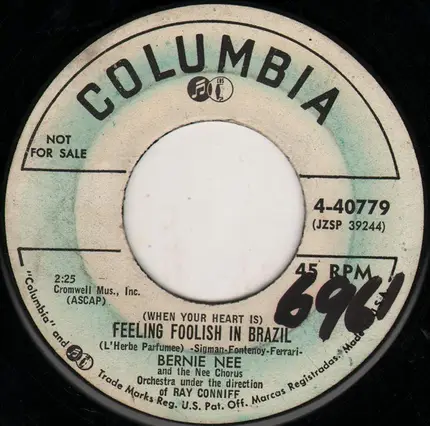 COLUMBIA
NOT
FOR SALE
4-40779
(JZSP 39244)
2:25
Cromwell Mus., Inc.
(ASCAP)
45 RPM
6961
(WHEN YOUR HEART IS)
FEELING FOOLISH IN BRAZIL
(L'Herbe Parfumee) -Sigman-Fontenoy-Ferrari-
BERNIE NEE
and the Nee Chorus
Orchestra under the direction
of RAY CONNIFF
"Columbia" and Trade Marks Reg. U.S. Pat. Off. Marcas Registradas. Made in U.S.A.